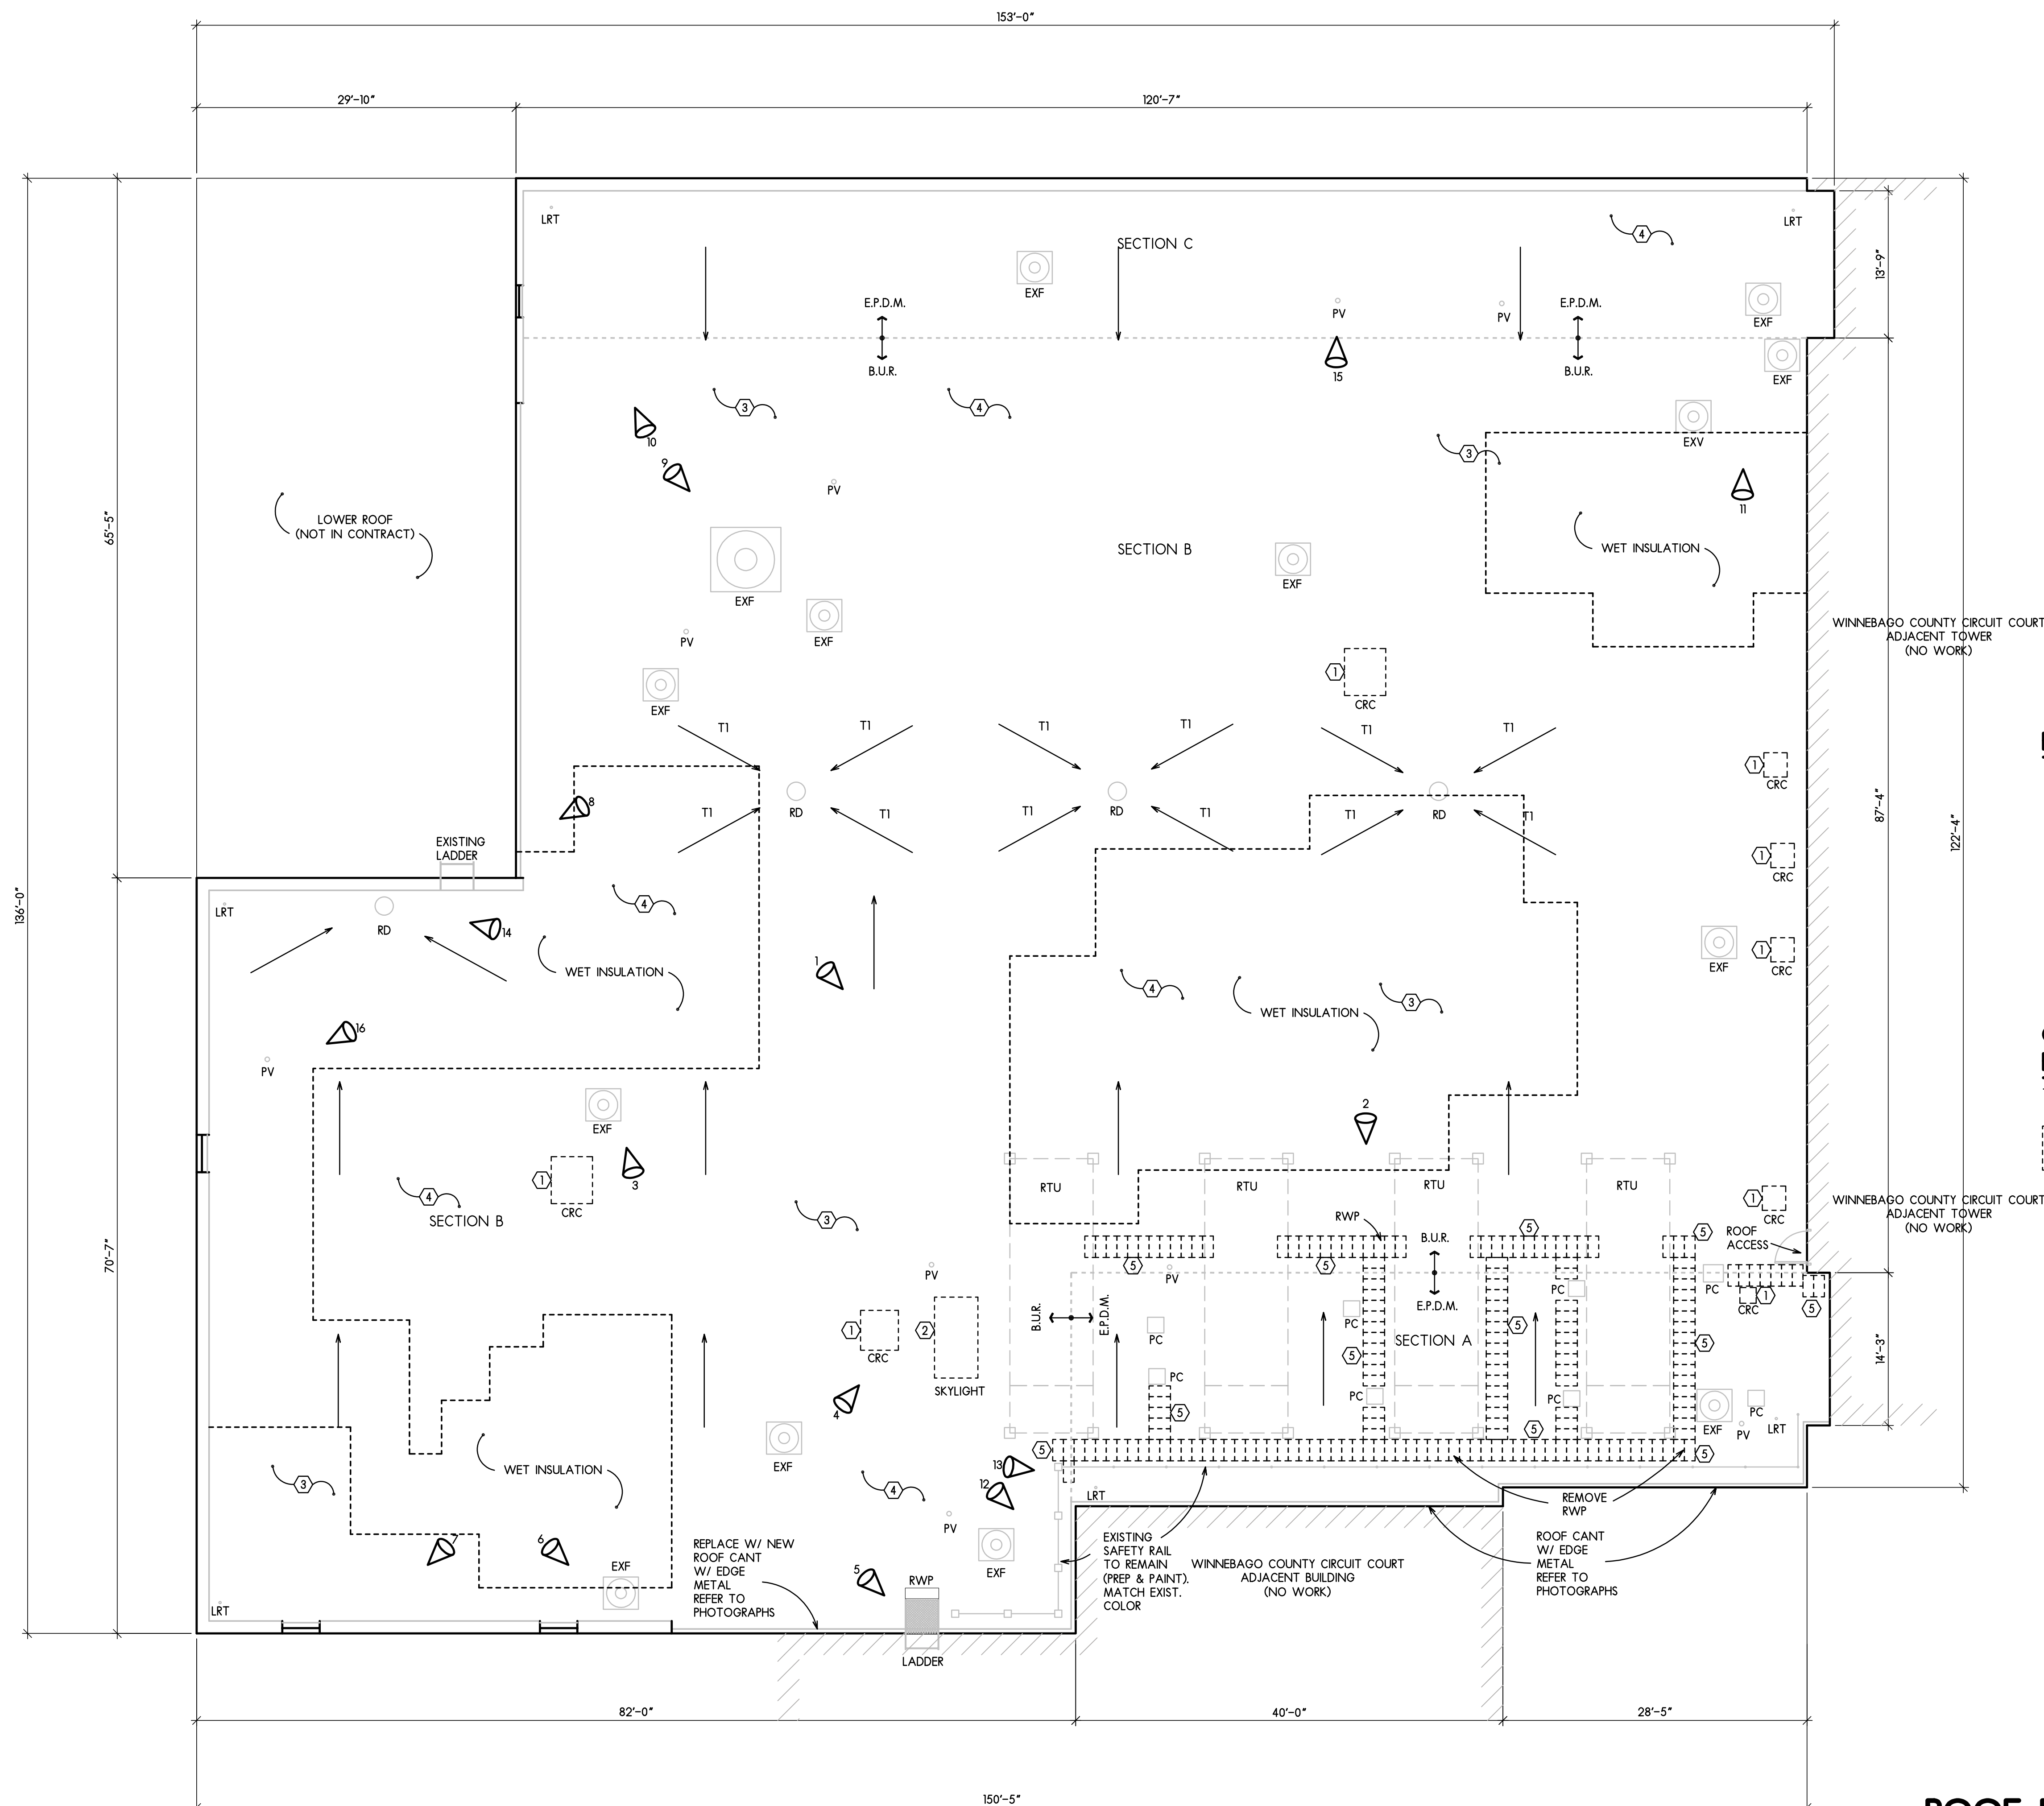 153'-0"
29'-10"
120'-7"
LRT
SECTION C
4
LRT
13'-9"
EXF
E.P.D.M.
E.P.D.M.
PV
PV
EXF
B.U.R.
15
B.U.R.
EXF
3
4
10
EXV
3
9
PV
11
LOWER ROOF
(NOT IN CONTRACT)
65'-5"
SECTION B
WET INSULATION
EXF
EXF
WINNEBAGO COUNTY CIRCUIT COURT
ADJACENT TOWER
(NO WORK)
PV
EXF
1
CRC
EXF
T1
T1
T1
T1
T1
T1
1
CRC
8
T1
RD
T1
T1
RD
T1
T1
RD
T1
87'-4"
122'-4"
EXISTING
LADDER
1
CRC
136'-0"
LRT
4
RD
14
1
CRC
EXF
WET INSULATION
1
4
3
WET INSULATION
16
PV
2
EXF
3
1
CRC
RTU
RTU
RTU
RTU
4
SECTION B
1
CRC
WINNEBAGO COUNTY CIRCUIT COURT
ADJACENT TOWER
(NO WORK)
3
RWP
5
5
ROOF
ACCESS
B.U.R.
70'-7"
5
5
PV
PV
PC
PC
CRC
1
5
B.U.R.
E.P.D.M.
E.P.D.M.
PC
PC
SECTION A
5
5
5
1
CRC
2
SKYLIGHT
14'-3"
PC
PC
PC
PC
5
5
4
EXF
EXF
PV
LRT
5
5
13
12
WET INSULATION
3
4
LRT
REMOVE
RWP
PV
7
6
EXF
REPLACE W/ NEW
ROOF CANT
W/ EDGE
METAL
REFER TO
PHOTOGRAPHS
5
RWP
EXF
EXISTING
SAFETY RAIL
TO REMAIN
(PREP & PAINT).
MATCH EXIST.
COLOR
WINNEBAGO COUNTY CIRCUIT COURT
ADJACENT BUILDING
(NO WORK)
ROOF CANT
W/ EDGE
METAL
REFER TO
PHOTOGRAPHS
LRT
LADDER
82'-0"
40'-0"
28'-5"
150'-5"